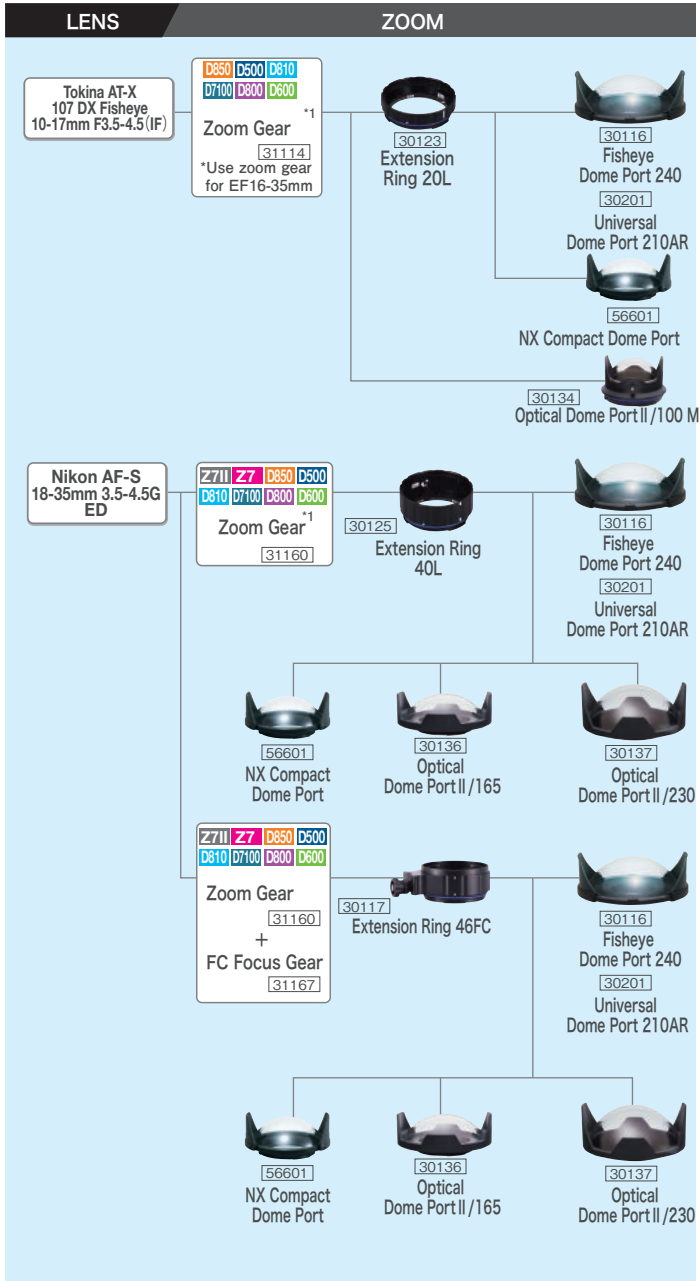 LENS
ZOOM
Tokina AT-X
107 DX Fisheye
10-17mm F3.5-4.5(IF)
D850 D500 D810
D7100 D800 D600
Zoom Gear *1
31114
*Use zoom gear
for EF16-35mm
30123
Extension
Ring 20L
30116
Fisheye
Dome Port 240
30201
Universal
Dome Port 210AR
56601
NX Compact Dome Port
30134
Optical Dome Port II /100 M
Nikon AF-S
18-35mm 3.5-4.5G
ED
Z7II Z7 D850 D500
D810 D7100 D800 D600
Zoom Gear *1
31160
30125
Extension Ring
40L
30116
Fisheye
Dome Port 240
30201
Universal
Dome Port 210AR
56601
NX Compact
Dome Port
30136
Optical
Dome Port II /165
30137
Optical
Dome Port II /230
Z7II Z7 D850 D500
D810 D7100 D800 D600
Zoom Gear
31160
+
FC Focus Gear
31167
30117
Extension Ring 46FC
30116
Fisheye
Dome Port 240
30201
Universal
Dome Port 210AR
56601
NX Compact
Dome Port
30136
Optical
Dome Port II /165
30137
Optical
Dome Port II /230